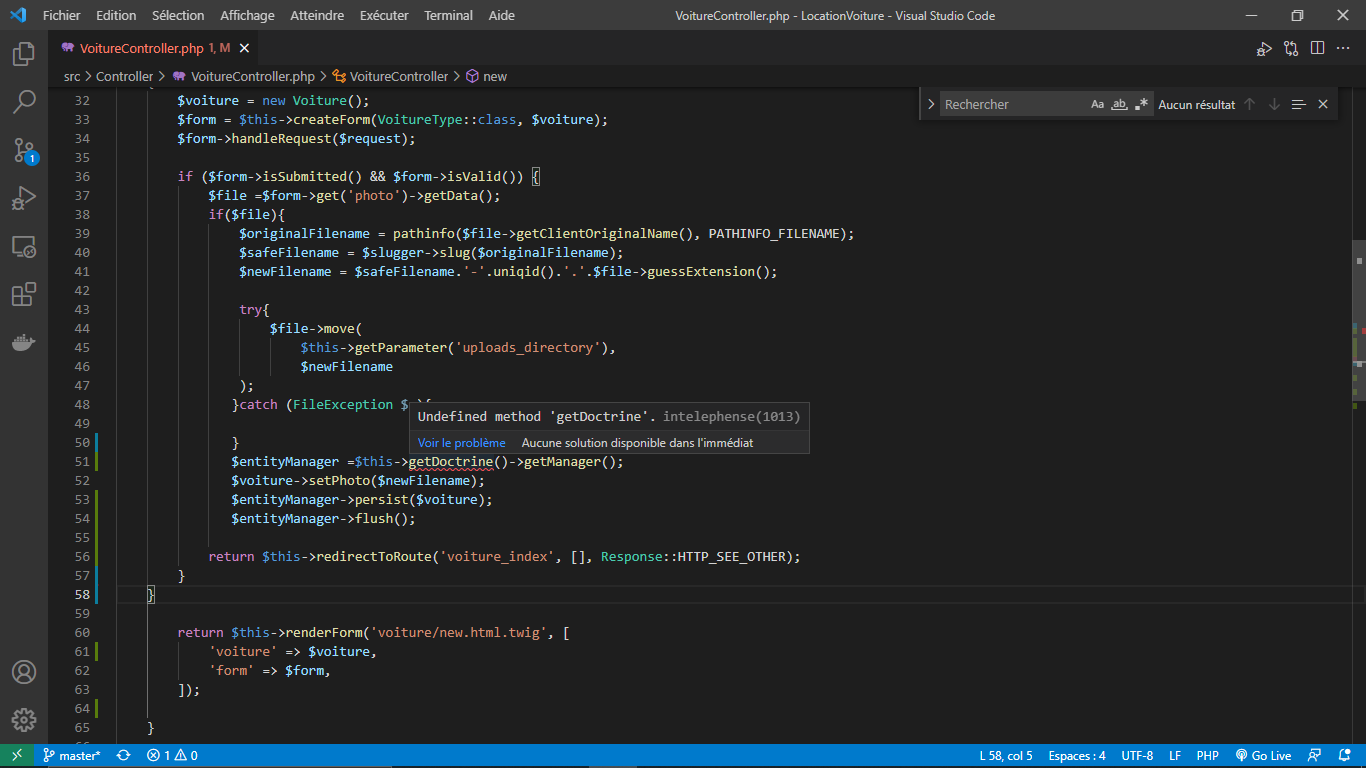 Fichier Edition Sélection Affichage Atteindre Exécuter Terminal Aide VoitureController.php - LocationVoiture - Visual Studio Code
VoitureController.php 1, M
src > Controller > VoitureController.php > VoitureController > new
Rechercher Aa ab Aucun résultat
32 $voiture = new Voiture();
33 $form = $this->createForm(VoitureType::class, $voiture);
34 $form->handleRequest($request);
35
36 if ($form->isSubmitted() && $form->isValid()) {
37 $file =$form->get('photo')->getData();
38 if($file){
39 $originalFilename = pathinfo($file->getClientOriginalName(), PATHINFO_FILENAME);
40 $safeFilename = $slugger->slug($originalFilename);
41 $newFilename = $safeFilename.'-'.uniqid().'.'.$file->guessExtension();
42
43 try{
44 $file->move(
45 $this->getParameter('uploads_directory'),
46 $newFilename
47 );
48 }catch (FileException $
Undefined method 'getDoctrine'. intelephense(1013)
49
Voir le problème Aucune solution disponible dans l'immédiat
50 }
51 $entityManager =$this->getDoctrine()->getManager();
52 $voiture->setPhoto($newFilename);
53 $entityManager->persist($voiture);
54 $entityManager->flush();
55
56 return $this->redirectToRoute('voiture_index', [], Response::HTTP_SEE_OTHER);
57 }
58 }
59
60 return $this->renderForm('voiture/new.html.twig', [
61 'voiture' => $voiture,
62 'form' => $form,
63 ]);
64
65 }
1
master* 1 0 L 58, col 5 Espaces : 4 UTF-8 LF PHP Go Live